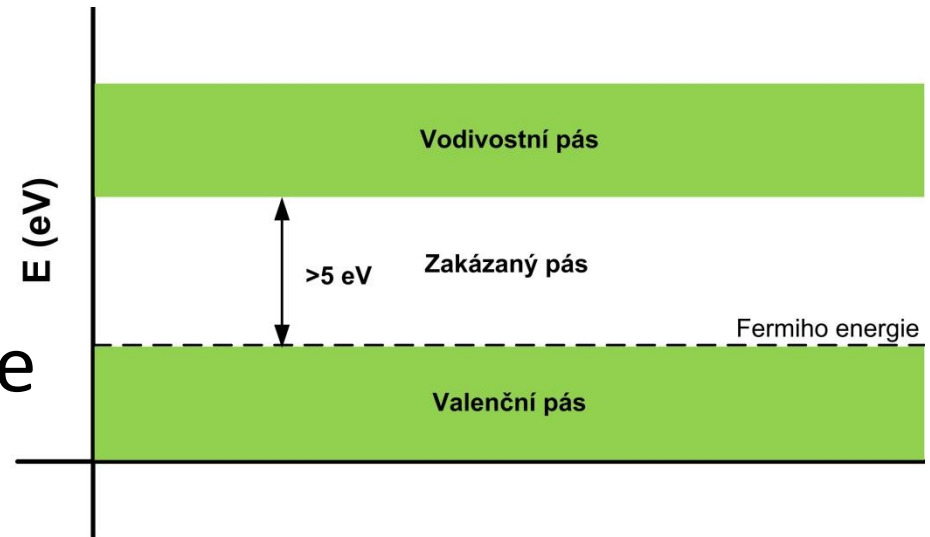 Vodivostní pás
E (eV)
>5 eV
Zakázaný pás
Fermiho energie
e
Valenční pás